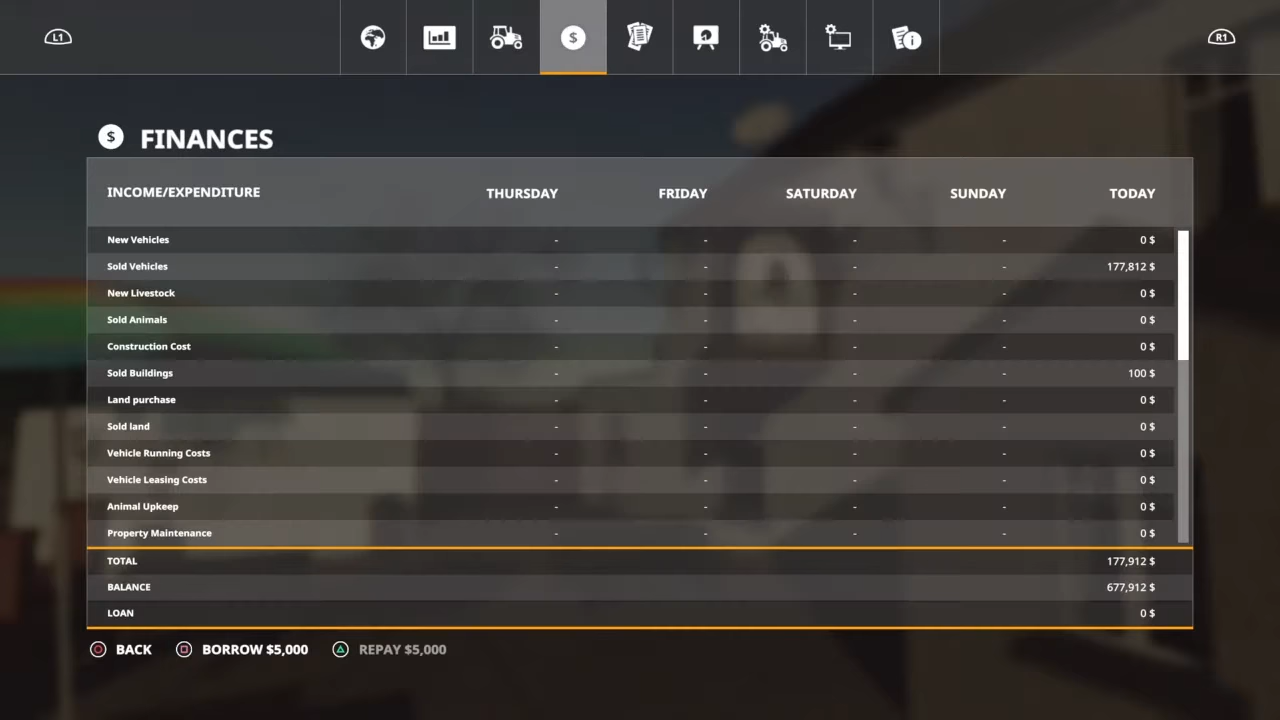 L1
$
R1
$ FINANCES
INCOME/EXPENDITURE THURSDAY FRIDAY SATURDAY SUNDAY TODAY
New Vehicles - - - - 0 $
Sold Vehicles - - - - 177,812 $
New Livestock - - - - 0 $
Sold Animals - - - - 0 $
Construction Cost - - - - 0 $
Sold Buildings - - - - 100 $
Land purchase - - - - 0 $
Sold land - - - - 0 $
Vehicle Running Costs - - - - 0 $
Vehicle Leasing Costs - - - - 0 $
Animal Upkeep - - - - 0 $
Property Maintenance - - - - 0 $
TOTAL 177,912 $
BALANCE 677,912 $
LOAN 0 $
BACK BORROW $5,000 REPAY $5,000